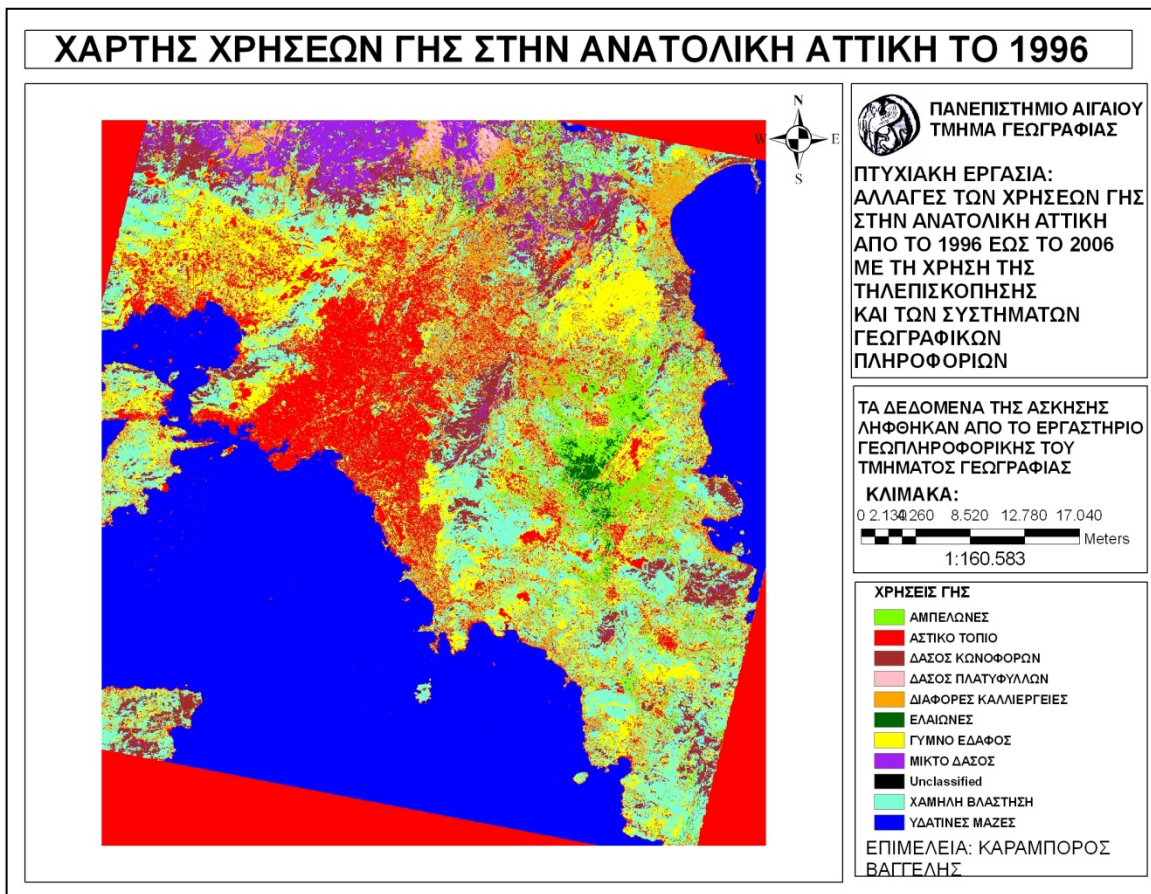 ΧΑΡΤΗΣ ΧΡΗΣΕΩΝ ΓΗΣ ΣΤΗΝ ΑΝΑΤΟΛΙΚΗ ΑΤΤΙΚΗ ΤΟ 1996
N
W E
S
ΠΑΝΕΠΙΣΤΗΜΙΟ ΑΙΓΑΙΟΥ
ΤΜΗΜΑ ΓΕΩΓΡΑΦΙΑΣ
ΠΤΥΧΙΑΚΗ ΕΡΓΑΣΙΑ:
ΑΛΛΑΓΕΣ ΤΩΝ ΧΡΗΣΕΩΝ ΓΗΣ
ΣΤΗΝ ΑΝΑΤΟΛΙΚΗ ΑΤΤΙΚΗ
ΑΠΟ ΤΟ 1996 ΕΩΣ ΤΟ 2006
ΜΕ ΤΗ ΧΡΗΣΗ ΤΗΣ
ΤΗΛΕΠΙΣΚΟΠΗΣΗΣ
ΚΑΙ ΤΩΝ ΣΥΣΤΗΜΑΤΩΝ
ΓΕΩΓΡΑΦΙΚΩΝ
ΠΛΗΡΟΦΟΡΙΩΝ
ΤΑ ΔΕΔΟΜΕΝΑ ΤΗΣ ΑΣΚΗΣΗΣ
ΛΗΦΘΗΚΑΝ ΑΠΟ ΤΟ ΕΡΓΑΣΤΗΡΙΟ
ΓΕΩΠΛΗΡΟΦΟΡΙΚΗΣ ΤΟΥ
ΤΜΗΜΑΤΟΣ ΓΕΩΓΡΑΦΙΑΣ
ΚΛΙΜΑΚΑ:
0 2.130 4.260 8.520 12.780 17.040
Meters
1:160.583
ΧΡΗΣΕΙΣ ΓΗΣ
ΑΜΠΕΛΩΝΕΣ
ΑΣΤΙΚΟ ΤΟΠΙΟ
ΔΑΣΟΣ ΚΩΝΟΦΟΡΩΝ
ΔΑΣΟΣ ΠΛΑΤΥΦΥΛΛΩΝ
ΔΙΑΦΟΡΕΣ ΚΑΛΛΙΕΡΓΕΙΕΣ
ΕΛΑΙΩΝΕΣ
ΓΥΜΝΟ ΕΔΑΦΟΣ
ΜΙΚΤΟ ΔΑΣΟΣ
Unclassified
ΧΑΜΗΛΗ ΒΛΑΣΤΗΣΗ
ΥΔΑΤΙΝΕΣ ΜΑΖΕΣ
ΕΠΙΜΕΛΕΙΑ: ΚΑΡΑΜΠΟΡΟΣ
ΒΑΓΓΕΛΗΣ